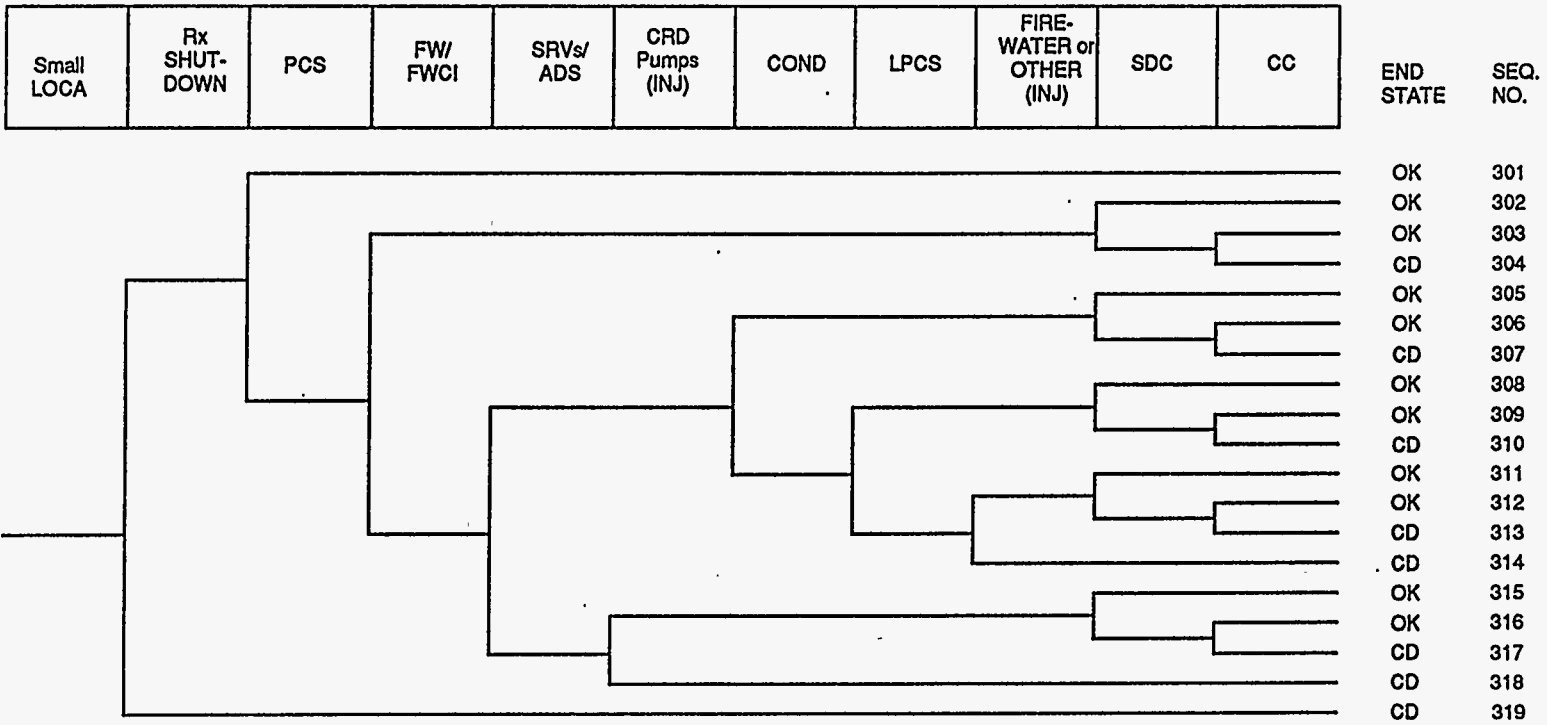 Small
LOCA
Rx
SHUT-
DOWN
PCS
FW/
FWCI
SRVs/
ADS
CRD
Pumps
(INJ)
COND
LPCS
FIRE-
WATER or
OTHER
(INJ)
SDC
CC
END
STATE
SEQ.
NO.
OK 301
OK 302
OK 303
CD 304
OK 305
OK 306
CD 307
OK 308
OK 309
CD 310
OK 311
OK 312
CD 313
CD 314
OK 315
OK 316
CD 317
CD 318
CD 319